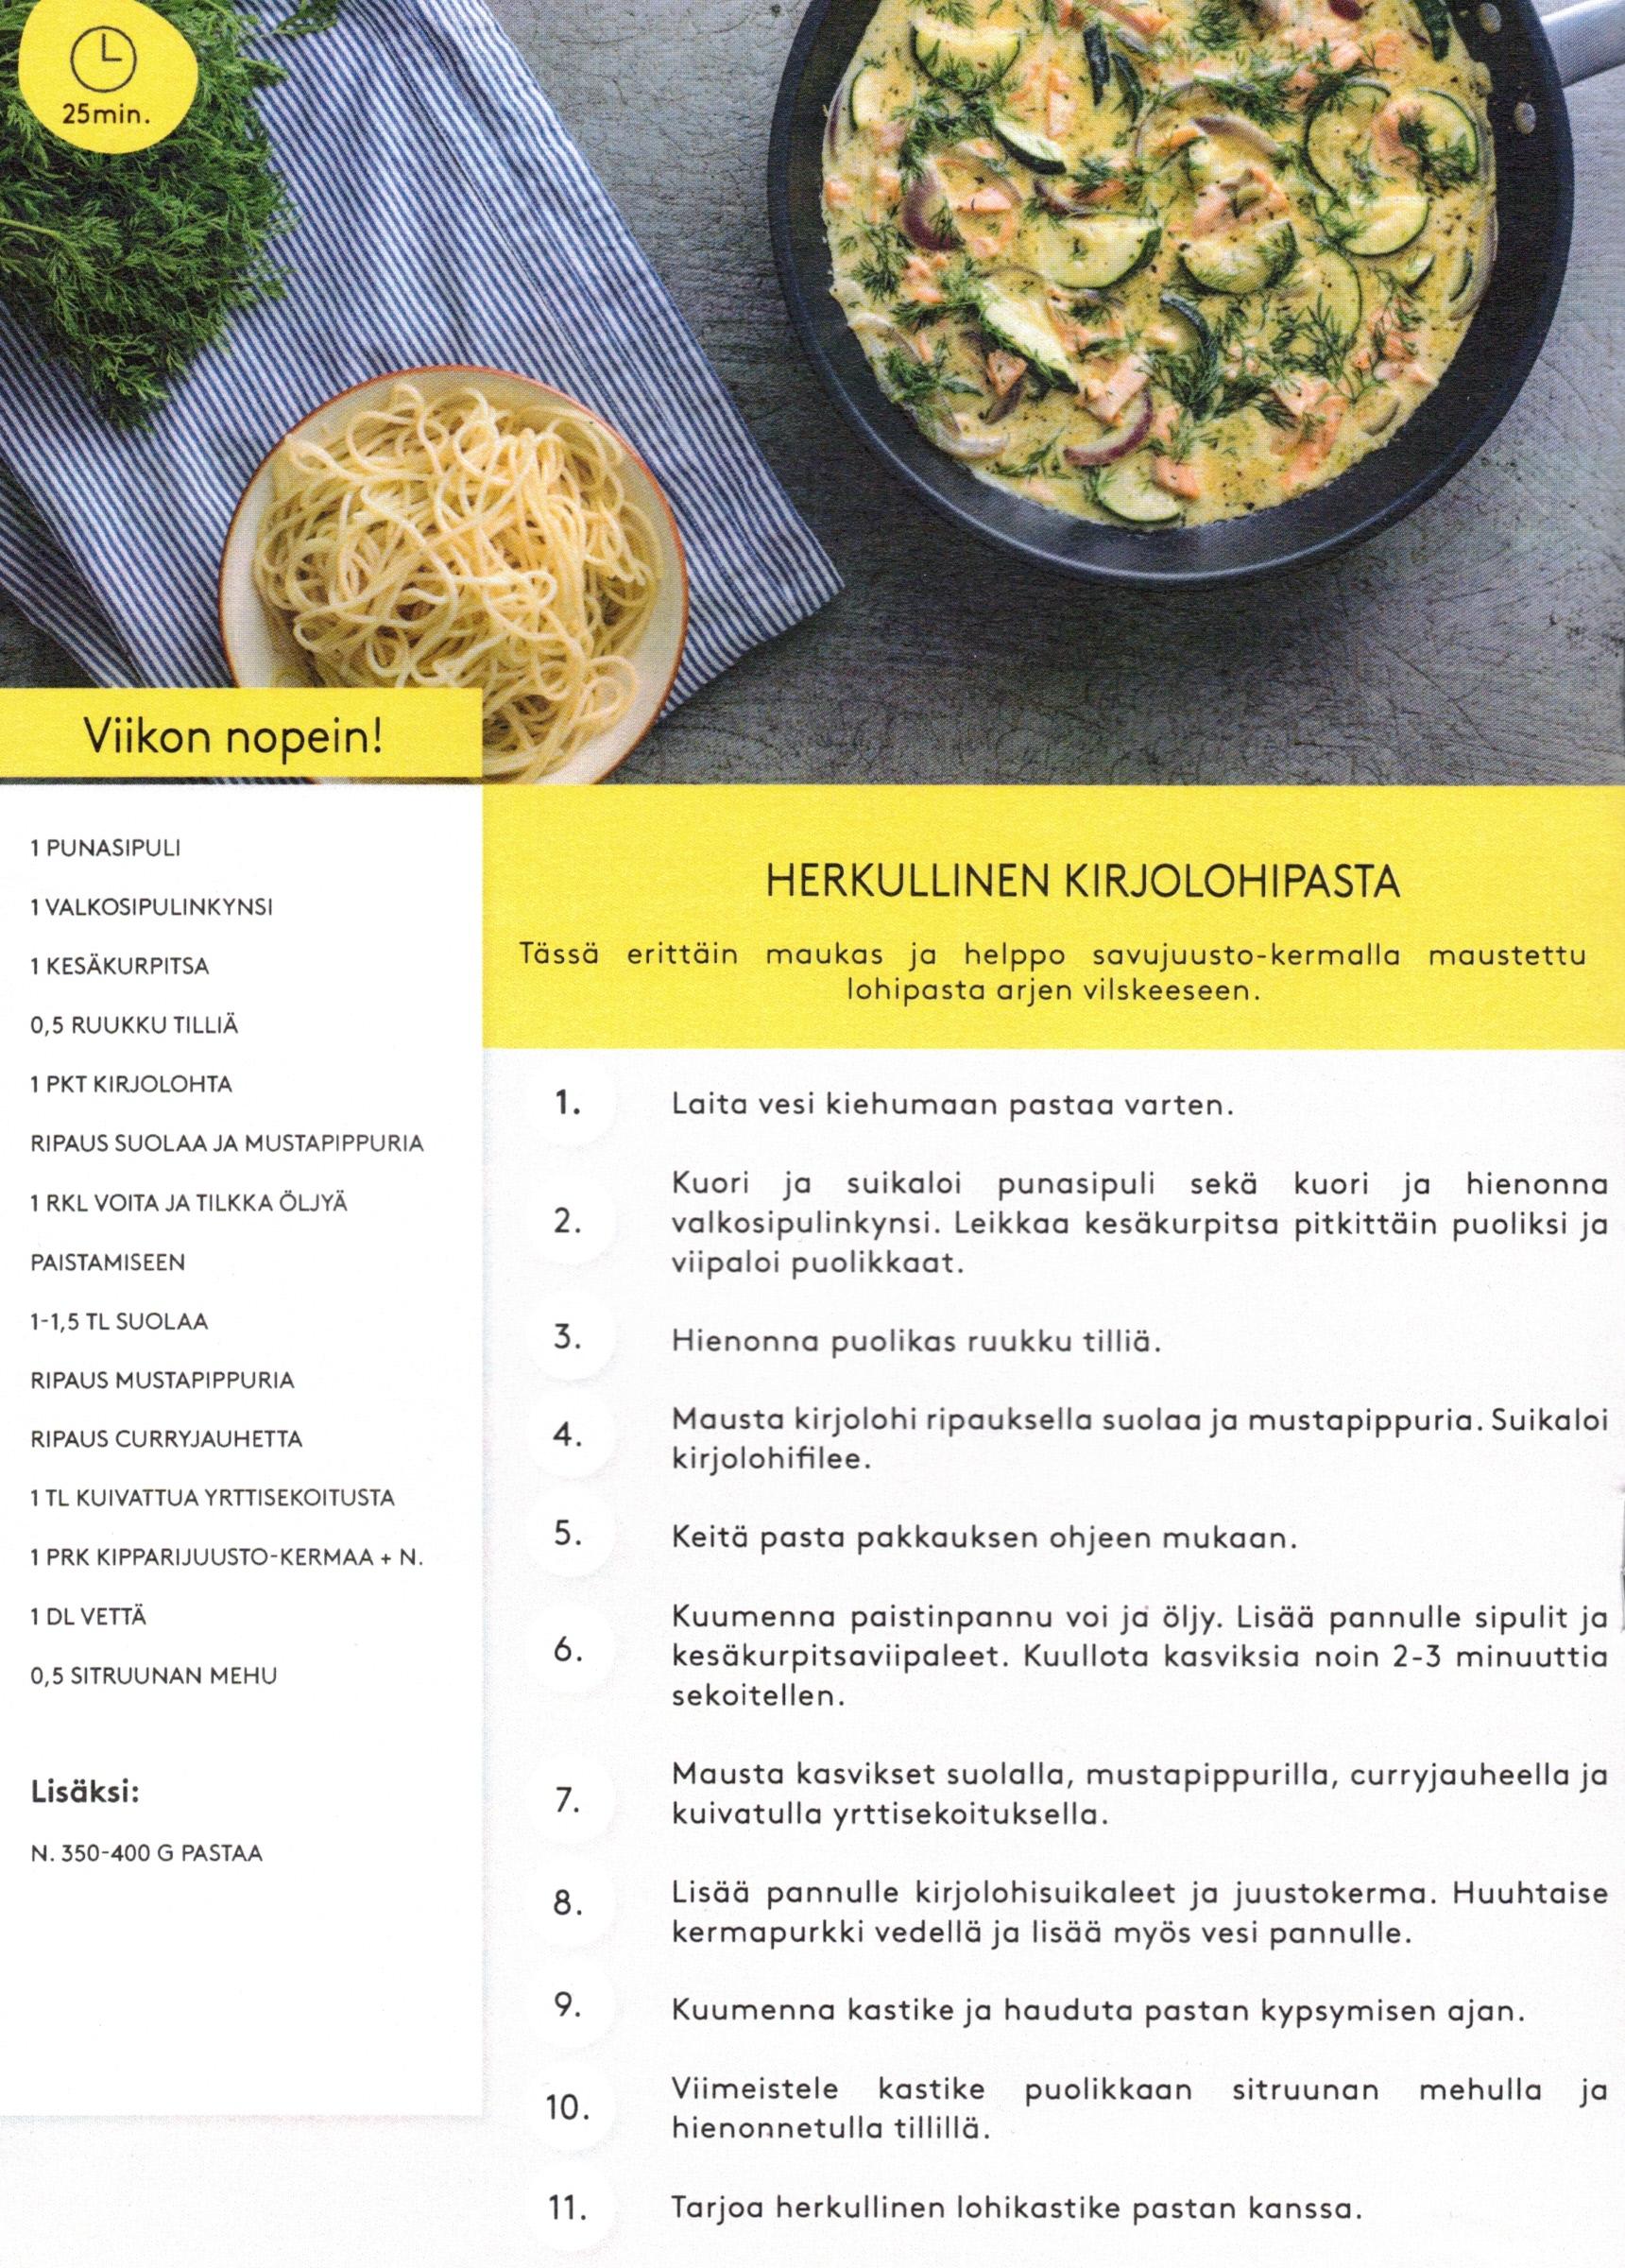 25min.
Viikon nopein!
1 PUNASIPULI
1 VALKOSIPULINKYNSI
1 KESÄKURPITSA
0,5 RUUKKU TILLIÄ
1 PKT KIRJOLOHTA
RIPAUS SUOLAA JA MUSTAPIPPURIA
1 RKL VOITA JA TILKKA ÖLJYÄ
PAISTAMISEEN
1-1,5 TL SUOLAA
RIPAUS MUSTAPIPPURIA
RIPAUS CURRYJAUHETTA
1 TL KUIVATTUA YRTTISEKOITUSTA
1 PRK KIPPARIJUUSTO-KERMAA + N.
1 DL VETTÄ
0,5 SITRUUNAN MEHU
Lisäksi:
N. 350-400 G PASTAA
HERKULLINEN KIRJOLOHIPASTA
Tässä erittäin maukas ja helppo savujuusto-kermalla maustettu
lohipasta arjen vilskeeseen.
1. Laita vesi kiehumaan pastaa varten.
2. Kuori ja suikaloi punasipuli sekä kuori ja hienonna
valkosipulinkynsi. Leikkaa kesäkurpitsa pitkittäin puoliksi ja
viipaloi puolikkaat.
3. Hienonna puolikas ruukku tilliä.
4. Mausta kirjolohi ripauksella suolaa ja mustapippuria. Suikaloi
kirjolohifilee.
5. Keitä pasta pakkauksen ohjeen mukaan.
6. Kuumenna paistinpannu voi ja öljy. Lisää pannulle sipulit ja
kesäkurpitsaviipaleet. Kuullota kasviksia noin 2-3 minuuttia
sekoitellen.
7. Mausta kasvikset suolalla, mustapippurilla, curryjauheella ja
kuivatulla yrttisekoituksella.
8. Lisää pannulle kirjolohisuikaleet ja juustokerma. Huuhtaise
kermapurkki vedellä ja lisää myös vesi pannulle.
9. Kuumenna kastike ja hauduta pastan kypsymisen ajan.
10. Viimeistele kastike puolikkaan sitruunan mehulla ja
hienonnetulla tillillä.
11. Tarjoa herkullinen lohikastike pastan kanssa.